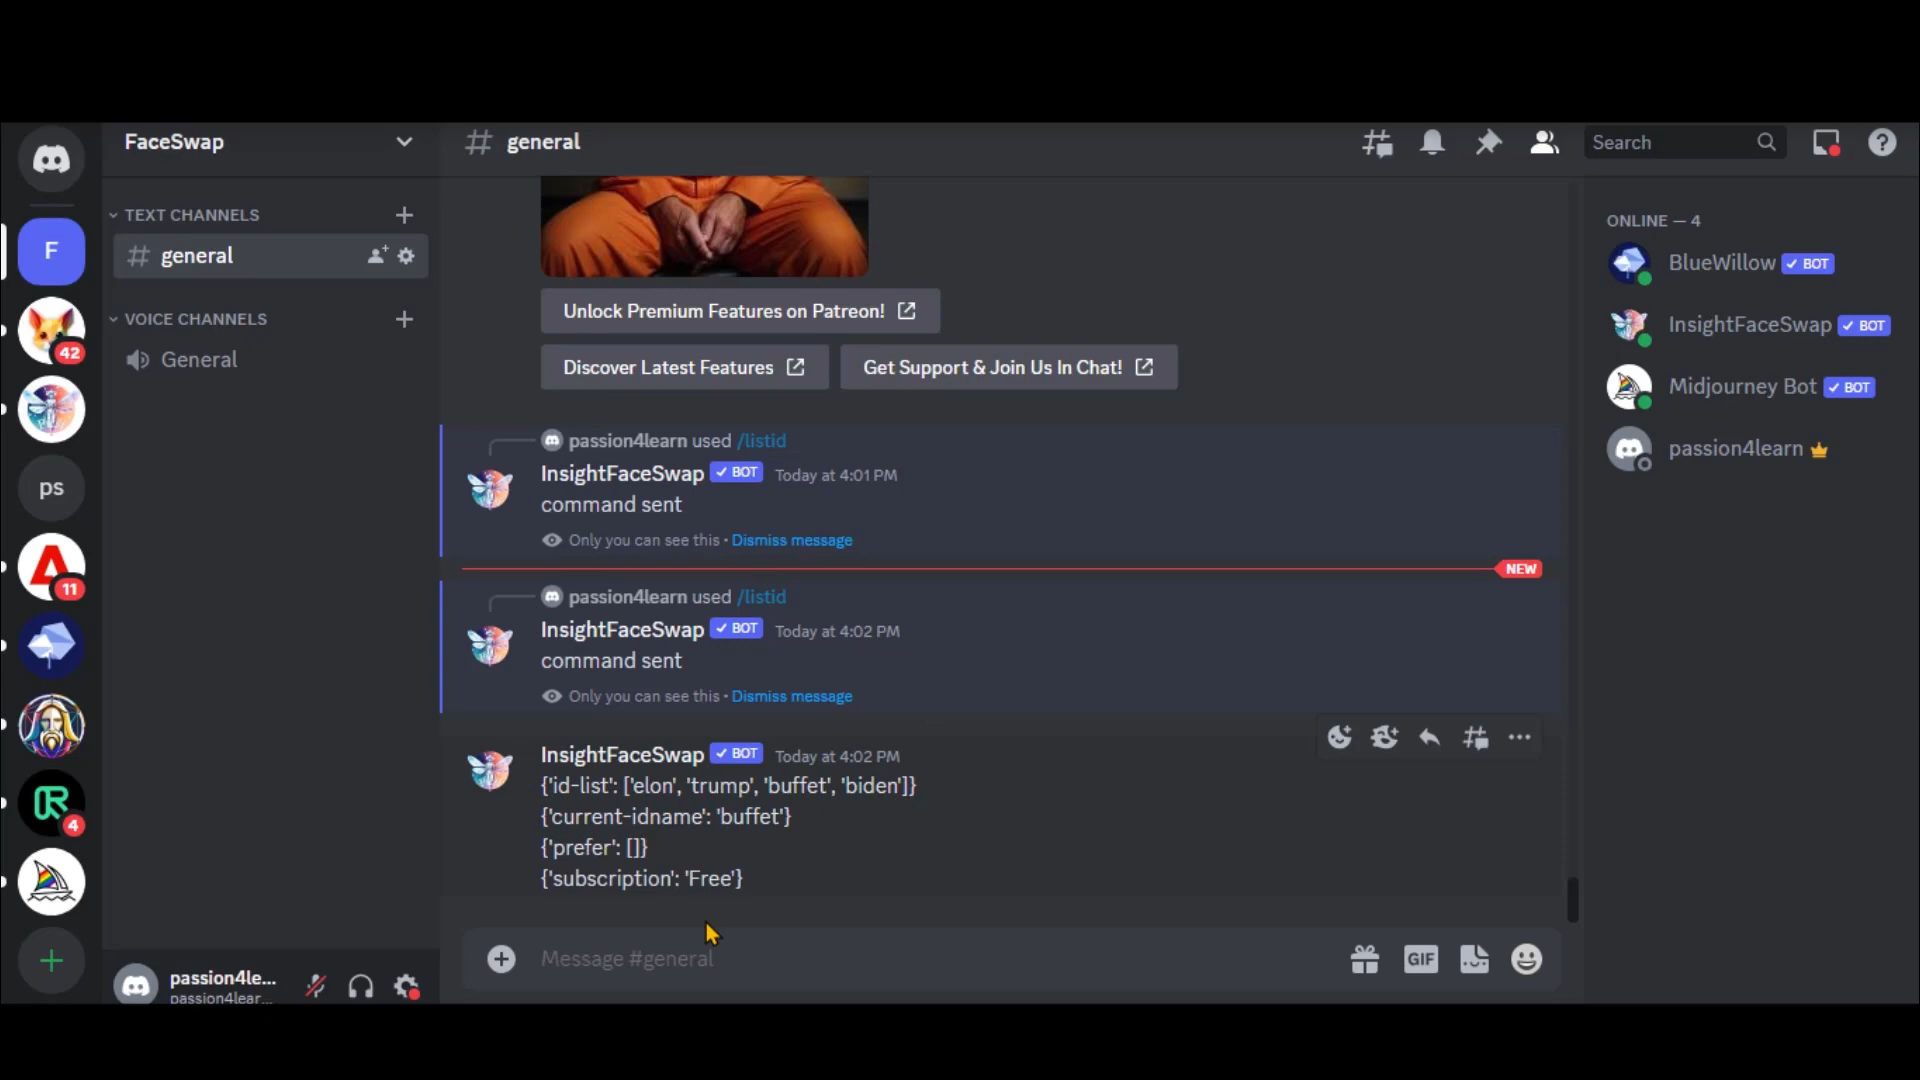 FaceSwap
TEXT CHANNELS
general
VOICE CHANNELS
General
F
42
ps
11
4
passion4le...
passion4lear...
general
Search
Unlock Premium Features on Patreon!
Discover Latest Features
Get Support & Join Us In Chat!
passion4learn used /listid
InsightFaceSwap BOT Today at 4:01 PM
command sent
Only you can see this • Dismiss message
NEW
passion4learn used /listid
InsightFaceSwap BOT Today at 4:02 PM
command sent
Only you can see this • Dismiss message
InsightFaceSwap BOT Today at 4:02 PM
{'id-list': ['elon', 'trump', 'buffet', 'biden']}
{'current-idname': 'buffet'}
{'prefer': []}
{'subscription': 'Free'}
Message #general
GIF
ONLINE — 4
BlueWillow BOT
InsightFaceSwap BOT
Midjourney Bot BOT
passion4learn